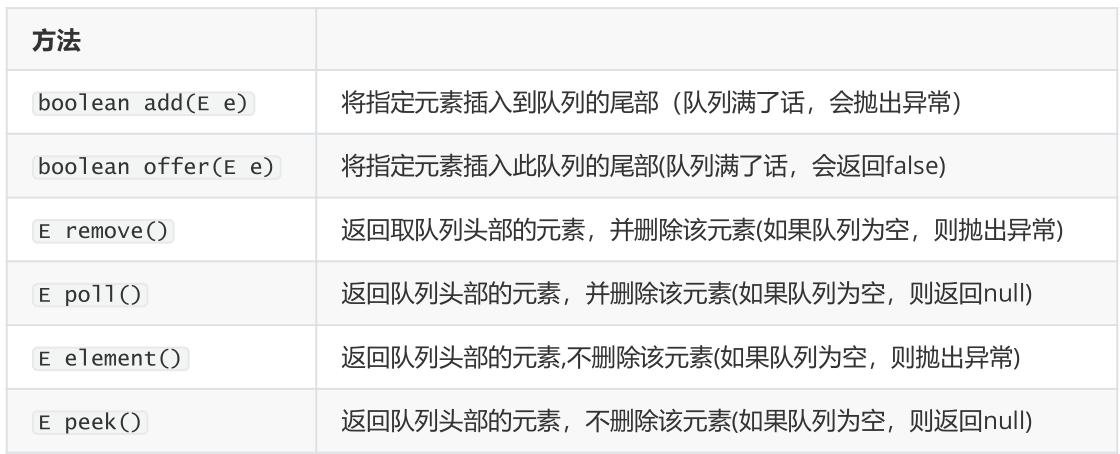 方法
boolean add(E e) 将指定元素插入到队列的尾部（队列满了话，会抛出异常）
boolean offer(E e) 将指定元素插入此队列的尾部(队列满了话，会返回false)
E remove() 返回取队列头部的元素，并删除该元素(如果队列为空，则抛出异常)
E poll() 返回队列头部的元素，并删除该元素(如果队列为空，则返回null)
E element() 返回队列头部的元素,不删除该元素(如果队列为空，则抛出异常)
E peek() 返回队列头部的元素，不删除该元素(如果队列为空，则返回null)